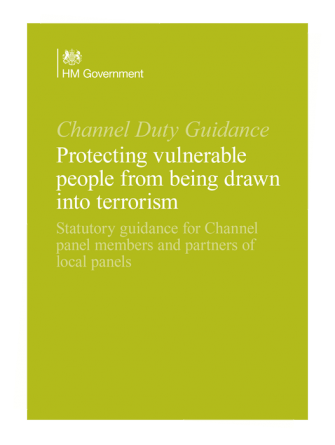 HM Government
Channel Duty Guidance
Protecting vulnerable
people from being drawn
into terrorism
Statutory guidance for Channel
panel members and partners of
local panels